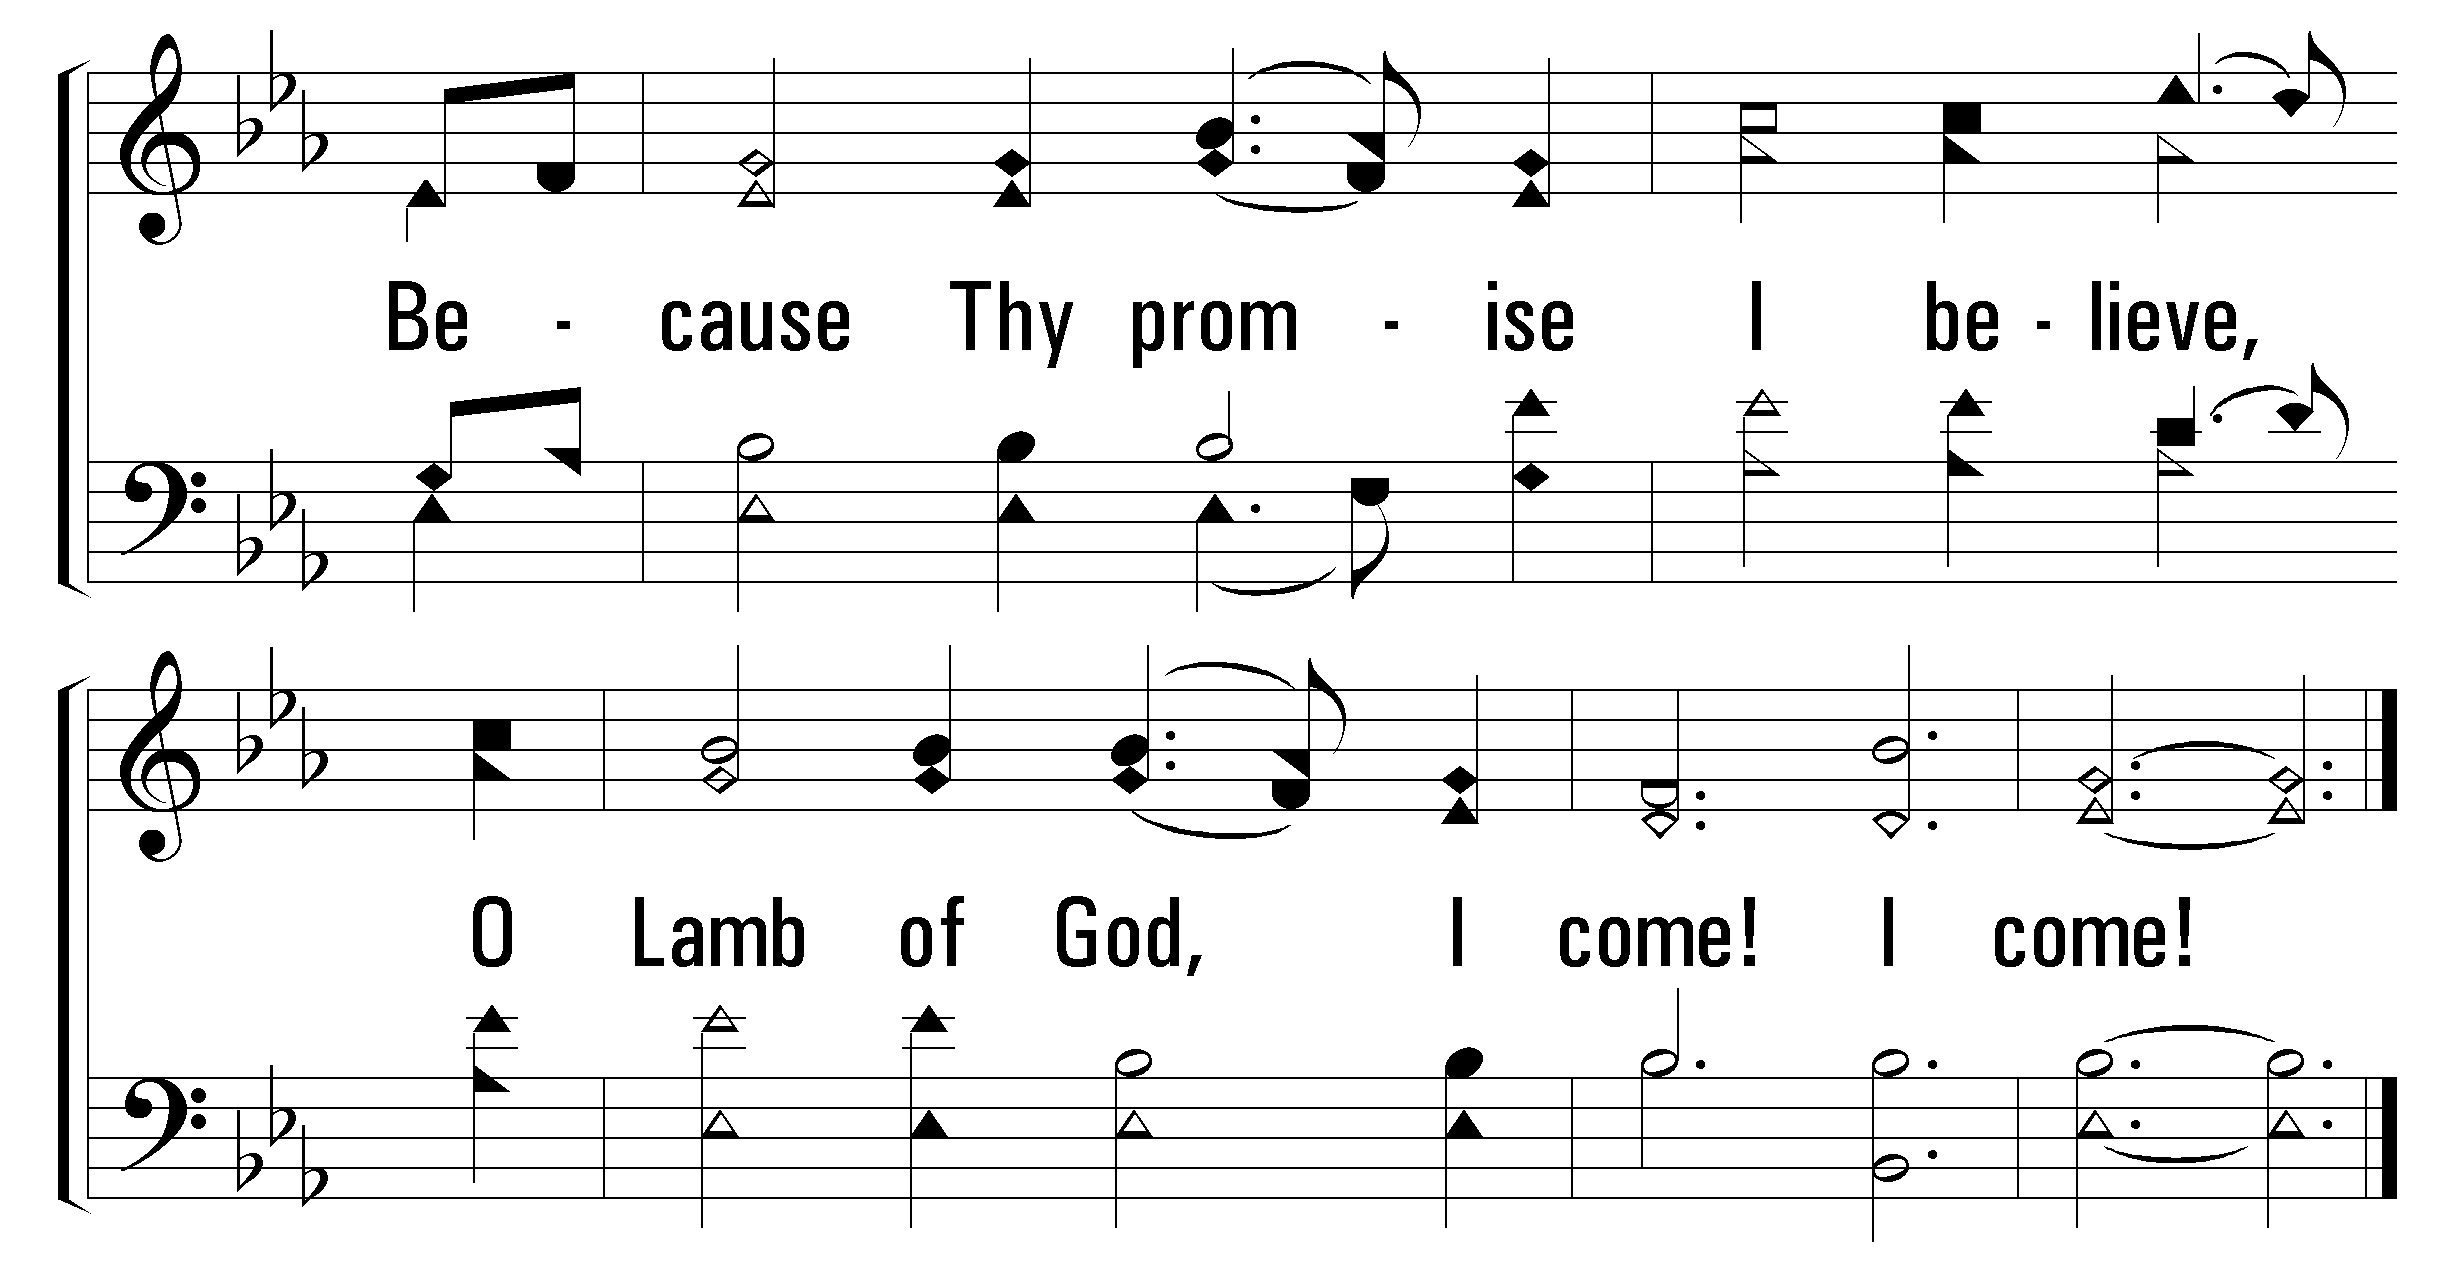 Be - cause Thy prom - ise I be - lieve,
O Lamb of God, I come! I come!